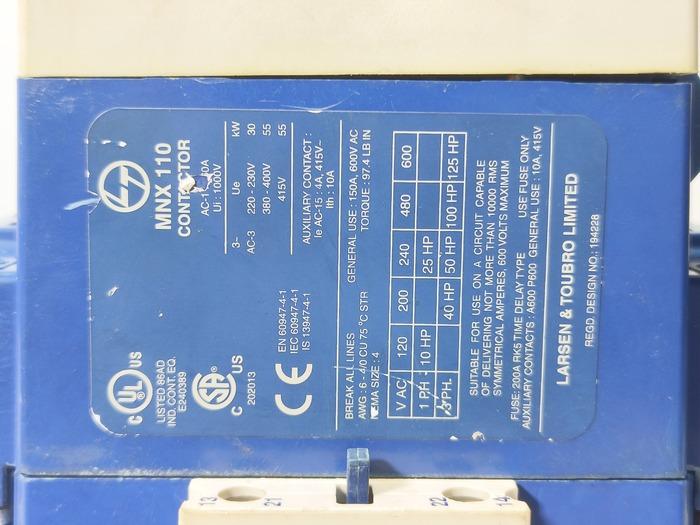 MNX 110
CONTACTOR
Ui : 1000V
3~ Ue kW
AC-3 220 - 230V 30
380 - 400V 55
415V 55
AUXILIARY CONTACT :
Ie AC-15 : 4A, 415V~
Ith : 10A
C UL US
LISTED 86AD
IND. CONT. EQ.
E240389
SA
C US
202013
CE
EN 60947-4-1
IEC 60947-4-1
IS 13947-4-1
BREAK ALL LINES GENERAL USE : 150A, 600V AC
AWG : 6 - 4/0 CU 75 °C STR TORQUE : 97.4 LB IN
NEMA SIZE : 4
V AC 120 200 240 480 600
1 PH. 10 HP 25 HP
3 PH. 40 HP 50 HP 100 HP 125 HP
SUITABLE FOR USE ON A CIRCUIT CAPABLE
OF DELIVERING NOT MORE THAN 10000 RMS
SYMMETRICAL AMPERES, 600 VOLTS MAXIMUM
FUSE: 200A RK5 TIME DELAY TYPE USE FUSE ONLY
AUXILIARY CONTACTS : A600 P600 GENERAL USE : 10A, 415V
LARSEN & TOUBRO LIMITED
REGD. DESIGN NO.: 194228
13 21 22 14